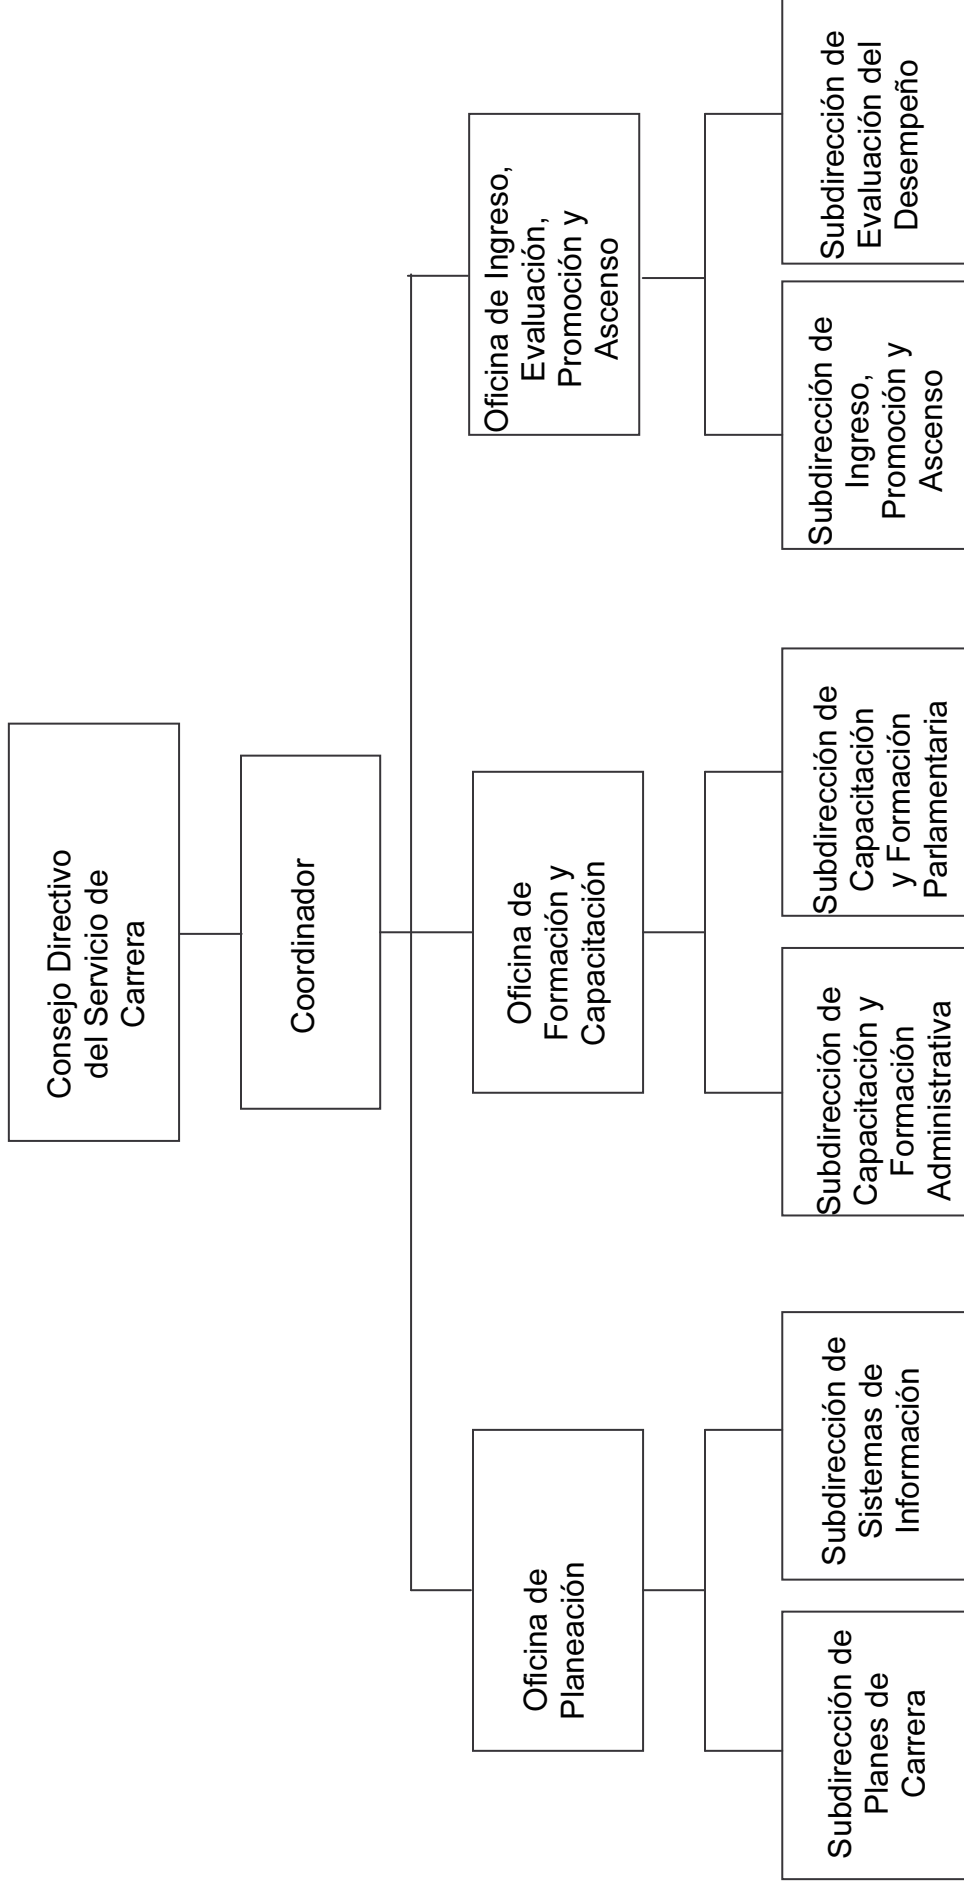 Consejo Directivo
del Servicio de
Carrera
Coordinador
Oficina de
Planeación
Oficina de
Formación y
Capacitación
Oficina de Ingreso,
Evaluación,
Promoción y
Ascenso
Subdirección de
Planes de
Carrera
Subdirección de
Sistemas de
Información
Subdirección de
Capacitación y
Formación
Administrativa
Subdirección de
Capacitación
y Formación
Parlamentaria
Subdirección de
Ingreso,
Promoción y
Ascenso
Subdirección de
Evaluación del
Desempeño